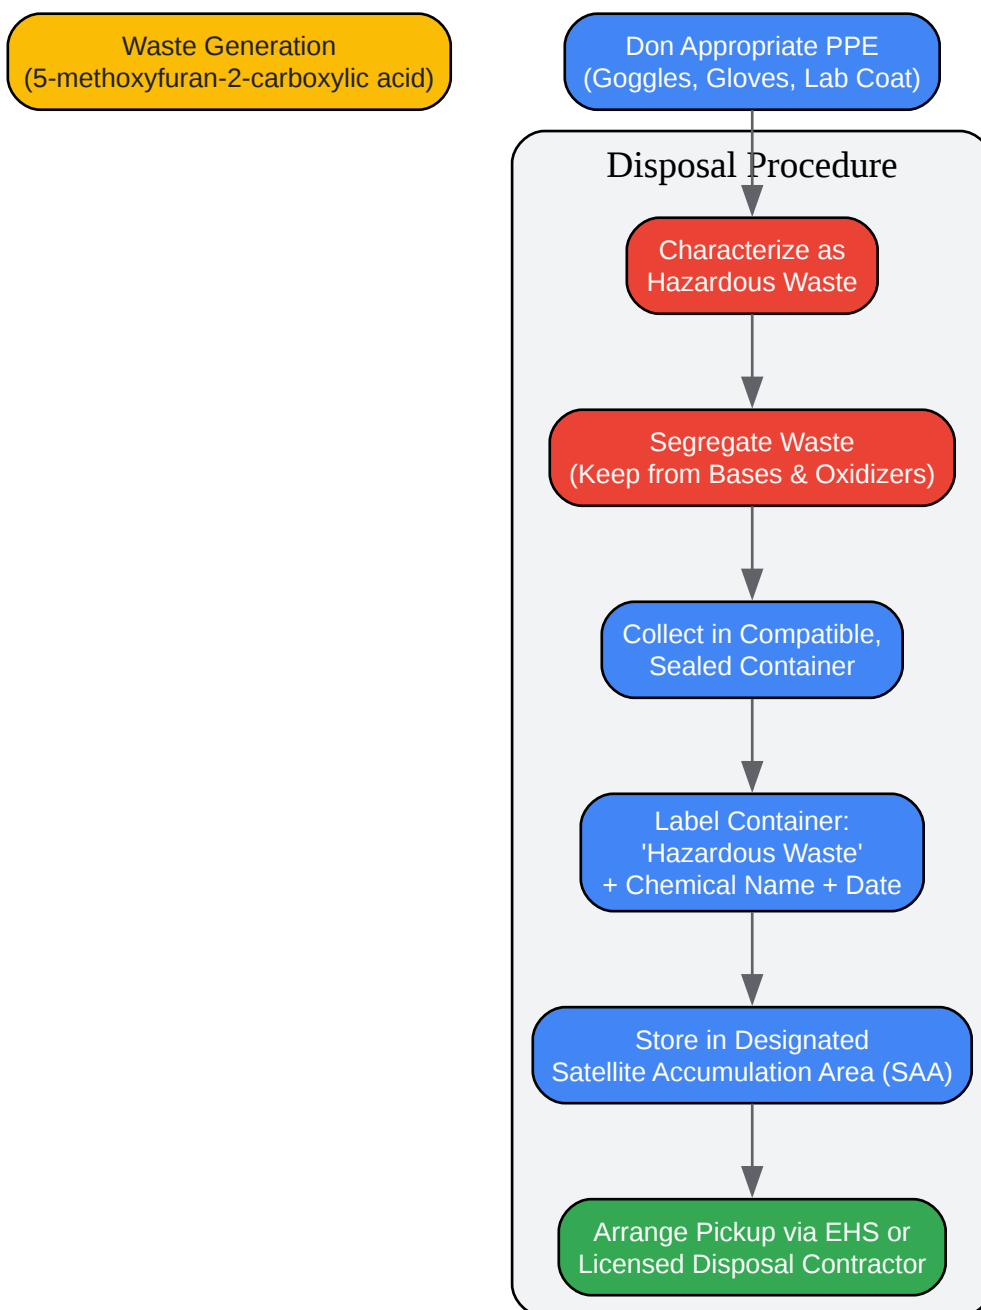 Waste Generation
(5-methoxyfuran-2-carboxylic acid)
Don Appropriate PPE
(Goggles, Gloves, Lab Coat)
Disposal Procedure
Characterize as
Hazardous Waste
Segregate Waste
(Keep from Bases & Oxidizers)
Collect in Compatible,
Sealed Container
Label Container:
'Hazardous Waste'
+ Chemical Name + Date
Store in Designated
Satellite Accumulation Area (SAA)
Arrange Pickup via EHS or
Licensed Disposal Contractor